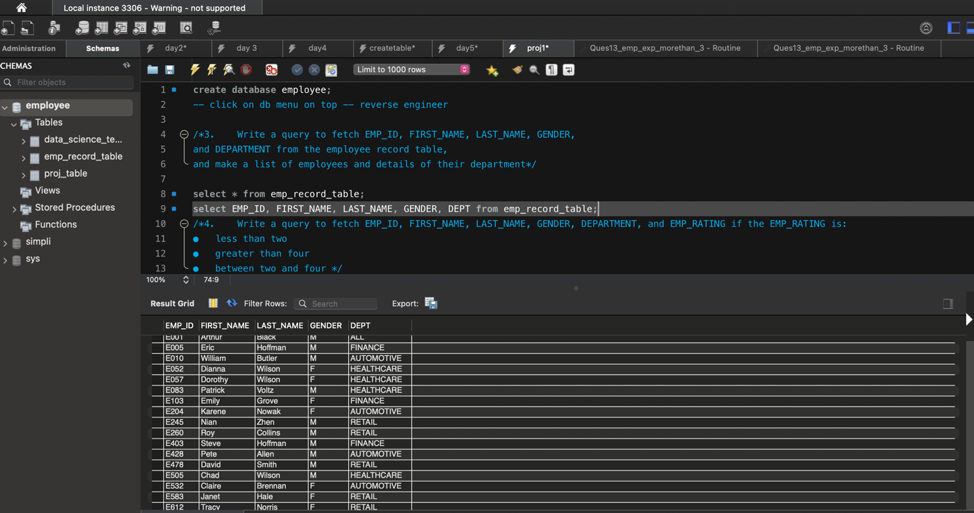 Local instance 3306 - Warning - not supported
Administration Schemas day2* day 3 day4 createtable* day5* proj1* Ques13_emp_exp_morethan_3 - Routine Ques13_emp_exp_morethan_3 - Routine
CHEMAS
Filter objects
Limit to 1000 rows
employee
Tables
data_science_te...
emp_record_table
proj_table
Views
Stored Procedures
Functions
simpli
sys
1 create database employee;
2 -- click on db menu on top -- reverse engineer
3
4 /*3. Write a query to fetch EMP_ID, FIRST_NAME, LAST_NAME, GENDER,
5 and DEPARTMENT from the employee record table,
6 and make a list of employees and details of their department*/
7
8 select * from emp_record_table;
9 select EMP_ID, FIRST_NAME, LAST_NAME, GENDER, DEPT from emp_record_table;
10 /*4. Write a query to fetch EMP_ID, FIRST_NAME, LAST_NAME, GENDER, DEPARTMENT, and EMP_RATING if the EMP_RATING is:
11 ● less than two
12 ● greater than four
13 ● between two and four */
100% 74:9
Result Grid Filter Rows: Search Export:
EMP_ID FIRST_NAME LAST_NAME GENDER DEPT
E001 Arthur Black M ALL
E005 Eric Hoffman M FINANCE
E010 William Butler M AUTOMOTIVE
E052 Dianna Wilson F HEALTHCARE
E057 Dorothy Wilson F HEALTHCARE
E083 Patrick Voltz M HEALTHCARE
E103 Emily Grove F FINANCE
E204 Karene Nowak F AUTOMOTIVE
E245 Nian Zhen M RETAIL
E260 Roy Collins M RETAIL
E403 Steve Hoffman M FINANCE
E428 Pete Allen M AUTOMOTIVE
E478 David Smith M RETAIL
E505 Chad Wilson M HEALTHCARE
E532 Claire Brennan F AUTOMOTIVE
E583 Janet Hale F RETAIL
E612 Tracy Norris F RETAIL